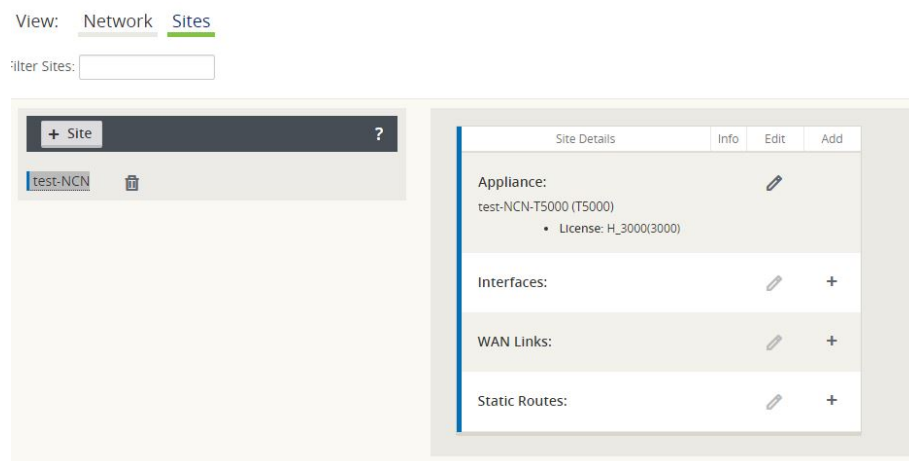 View: Network Sites
Filter Sites:
+ Site ?
test-NCN
Site Details Info Edit Add
Appliance:
test-NCN-T5000 (T5000)
• License: H_3000(3000)
Interfaces: +
WAN Links: +
Static Routes: +